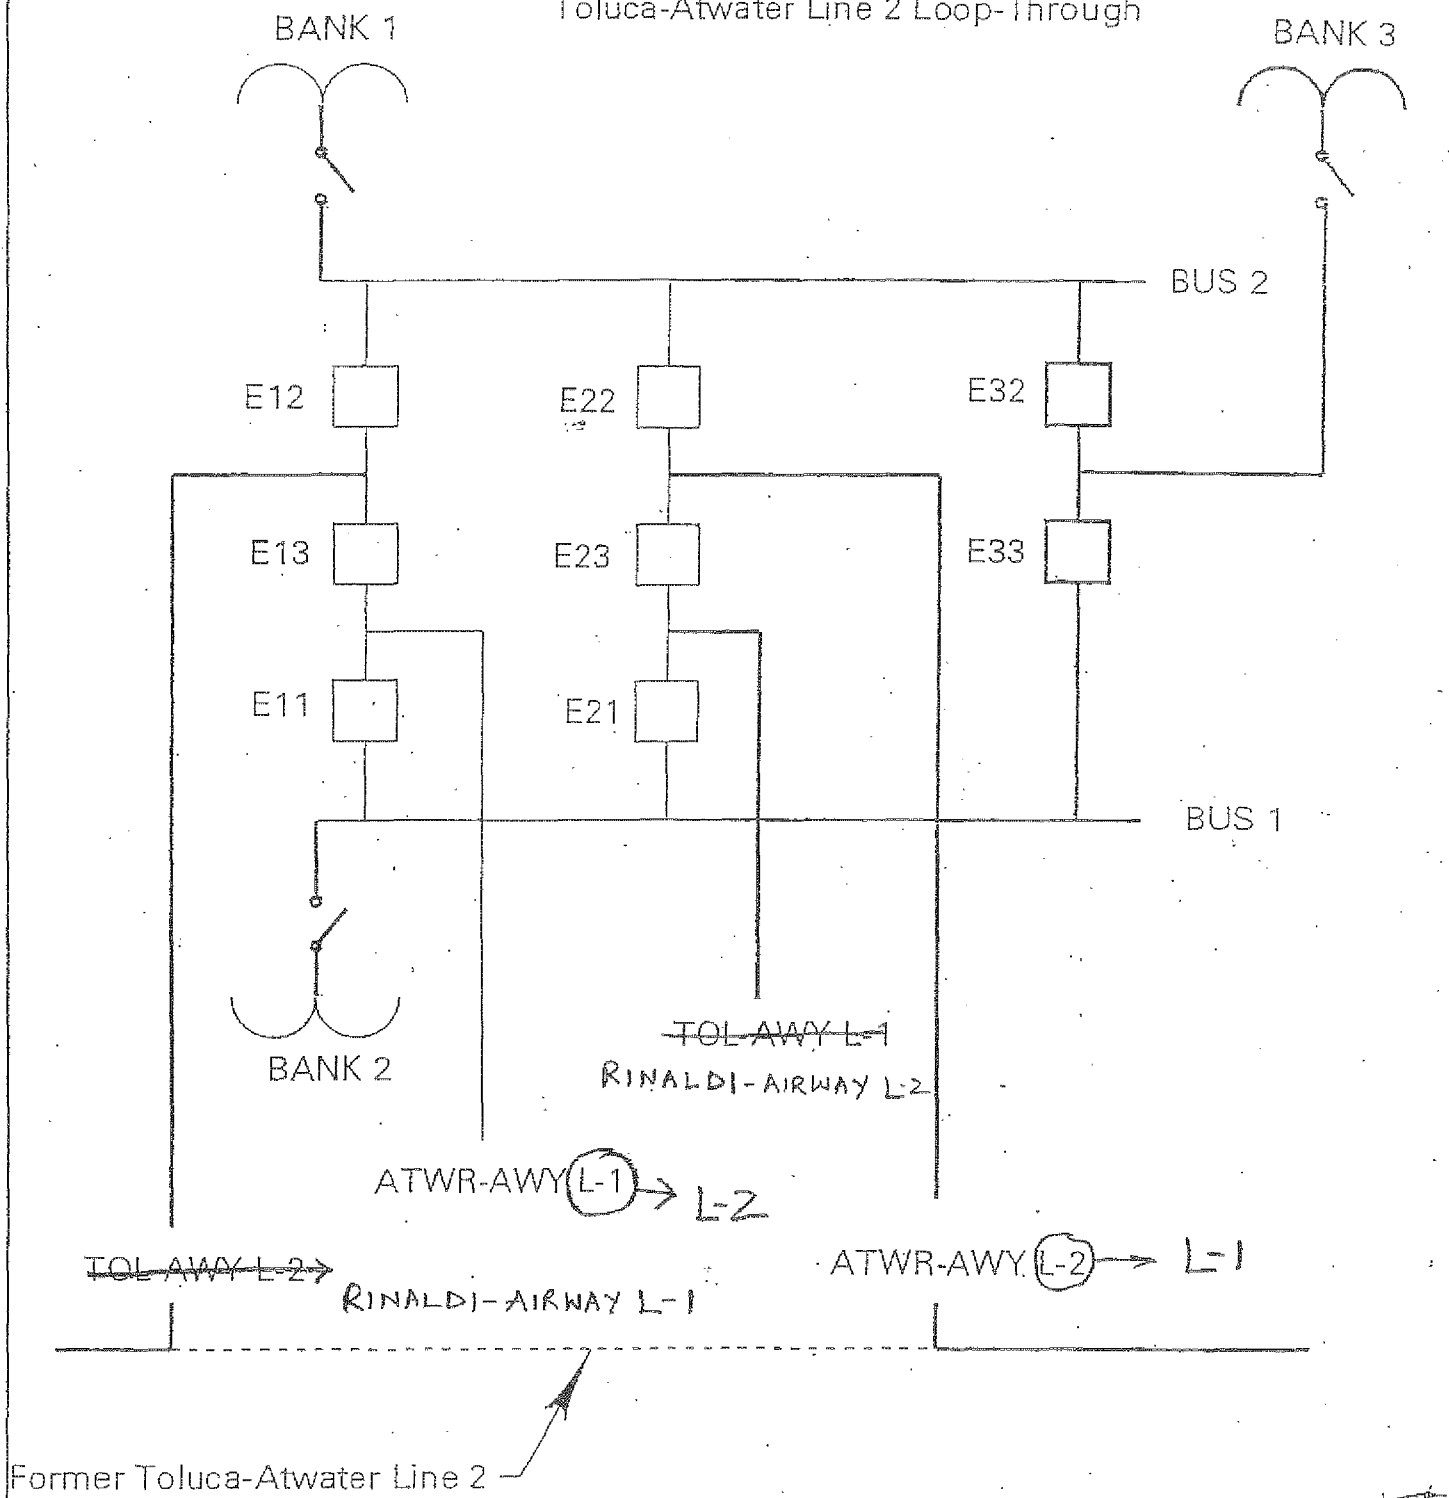 Toluca-Atwater Line 2 Loop-Through
BANK 1
BANK 3
BUS 2
E12
E22
E32
E13
E23
E33
E11
E21
BUS 1
BANK 2
TOL-AWY L-1
RINALDI-AIRWAY L-2
ATWR-AWY L-1 → L-2
TOL-AWY L-2 →
RINALDI-AIRWAY L-1
ATWR-AWY L-2 → L-1
Former Toluca-Atwater Line 2